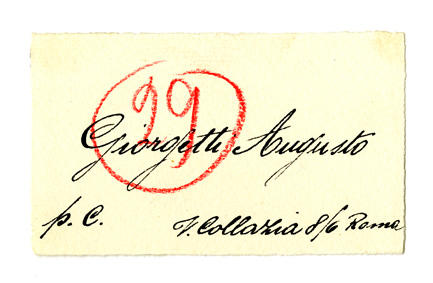 29
Giorgetti Augusto
p. C. V. Collazia 8/6 Roma